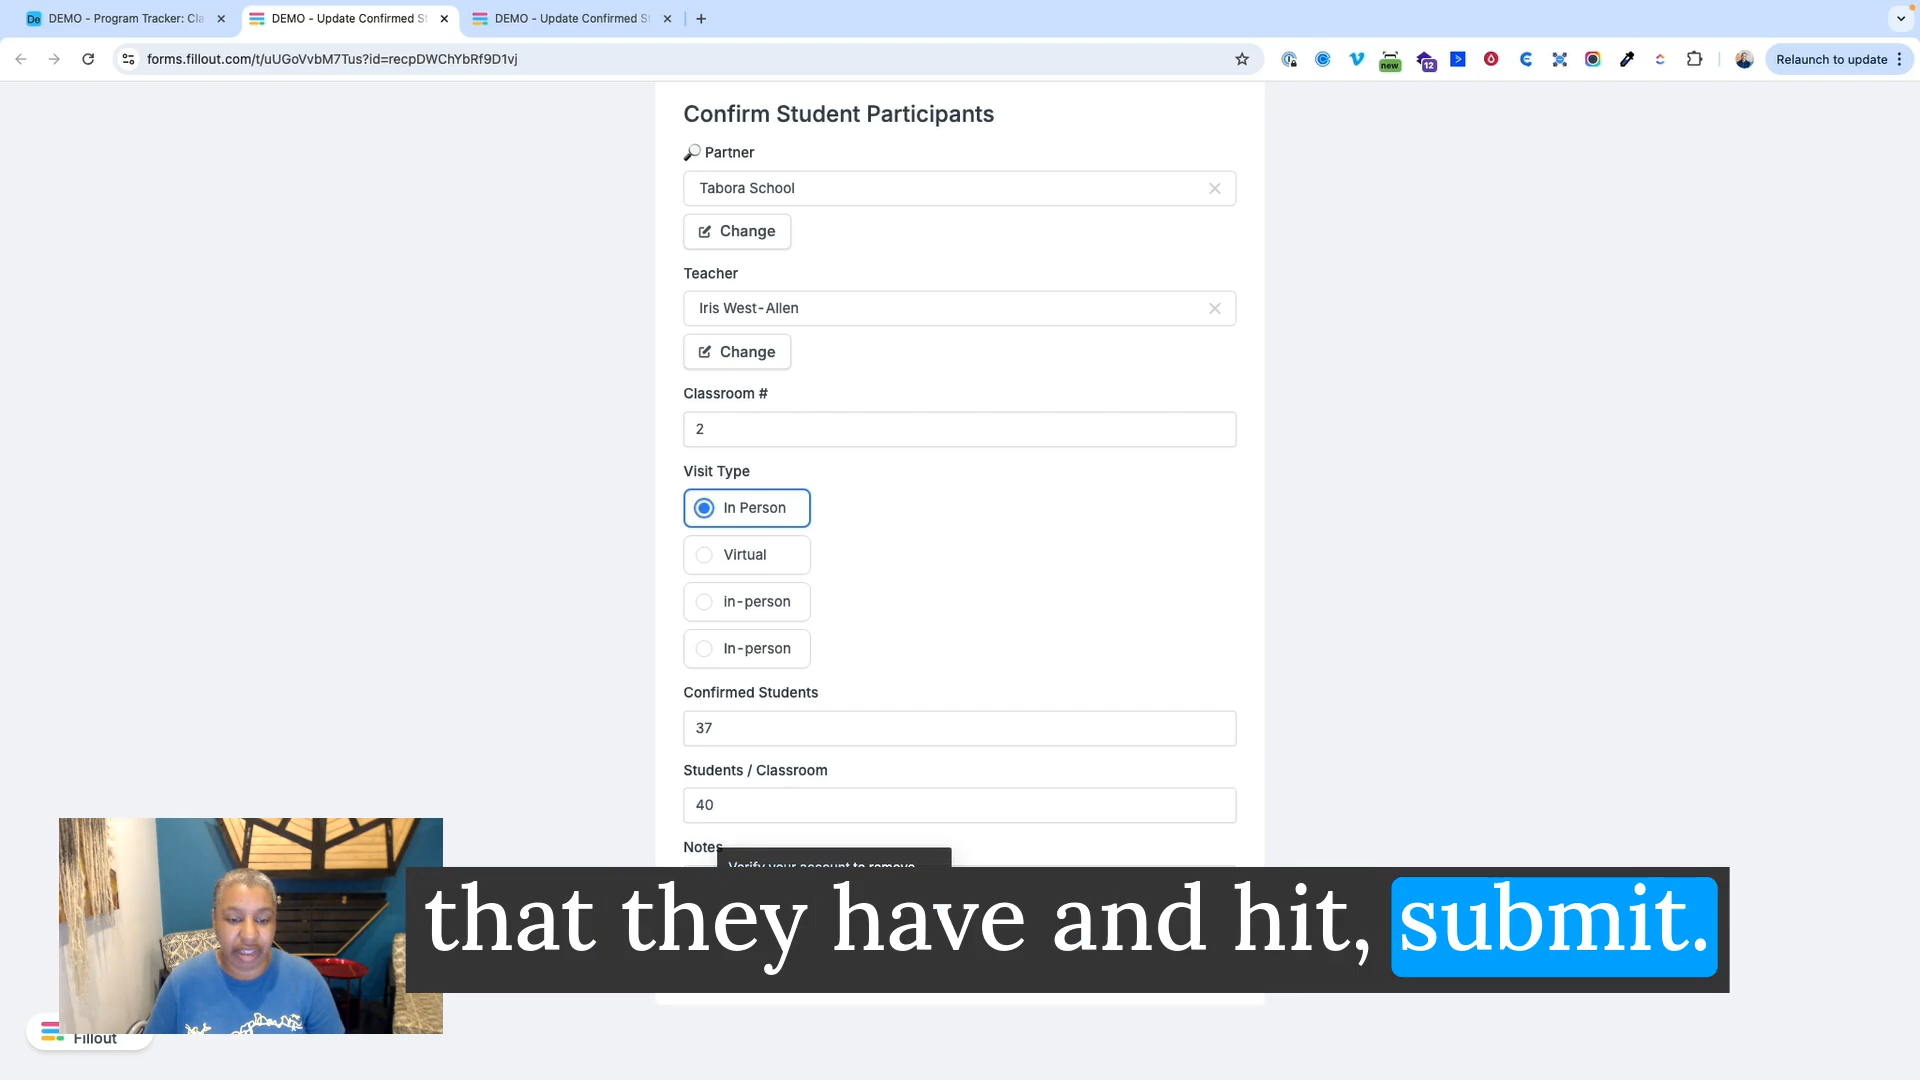 De DEMO - Program Tracker: Cla
DEMO - Update Confirmed St
DEMO - Update Confirmed St
forms.fillout.com/t/uUGoVvbM7Tus?id=recpDWChYbRf9D1vj
new
12
Relaunch to update
Confirm Student Participants
🔎 Partner
Tabora School
Change
Teacher
Iris West-Allen
Change
Classroom #
2
Visit Type
In Person
Virtual
in-person
In-person
Confirmed Students
37
Students / Classroom
40
Notes
Verify your account to remove
that they have and hit, submit.
Fillout